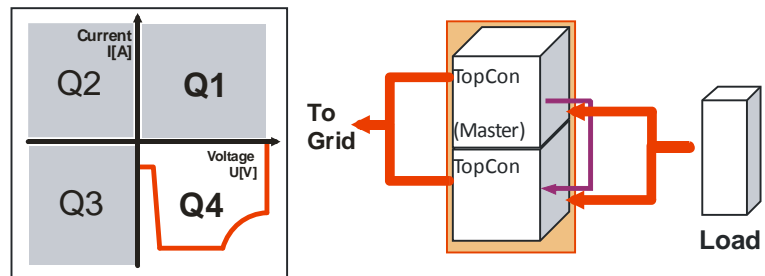 Current
I[A]
Q2
Q1
Voltage
U[V]
Q3
Q4
To
Grid
TopCon
(Master)
TopCon
Load